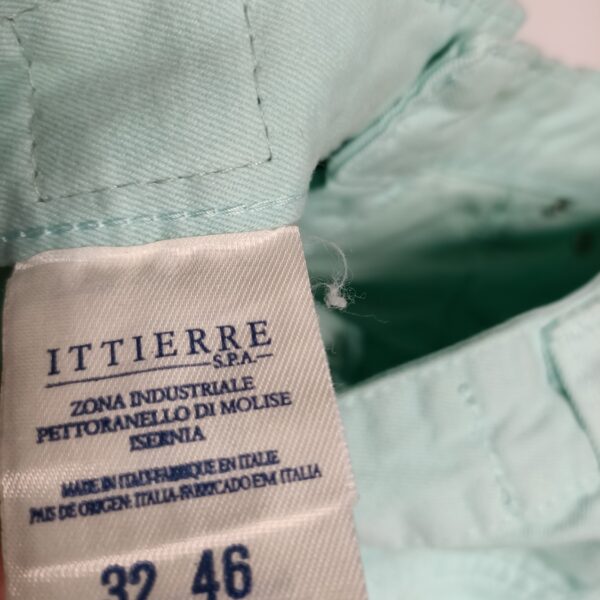 ITTIERRE
S.P.A
ZONA INDUSTRIALE
PETTORANELLO DI MOLISE
ISERNIA
MADE IN ITALY-FABRIQUE EN ITALIE
PAIS DE ORIGEN: ITALIA-FABRICADO EM ITALIA
32 46